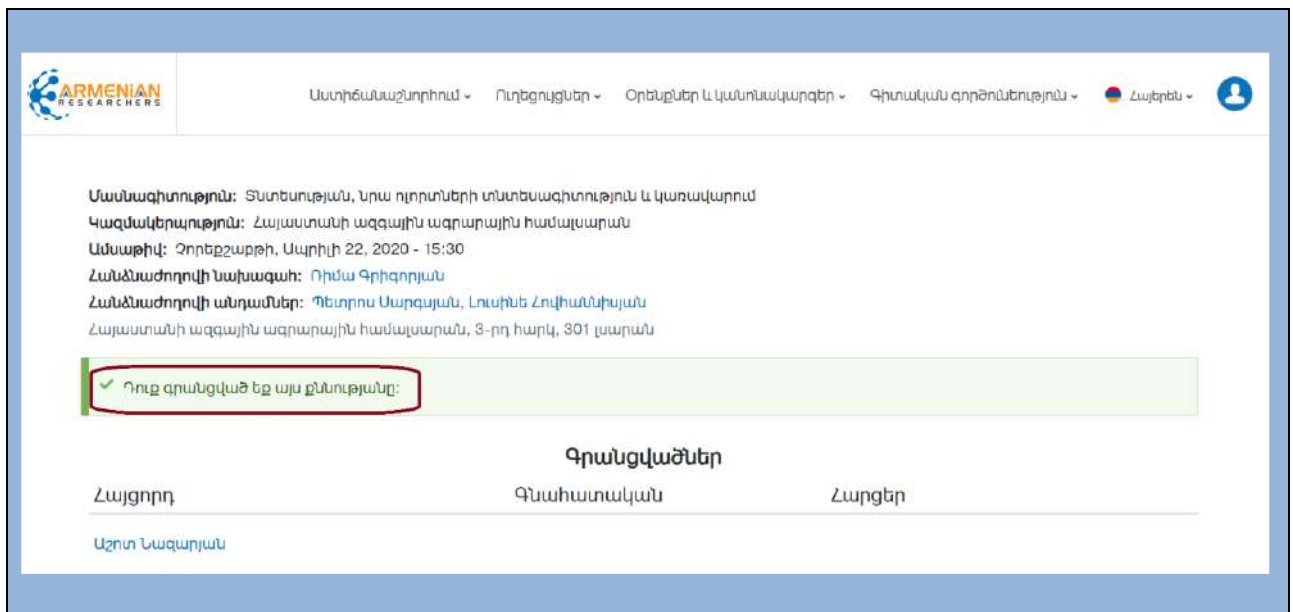 ARMENIAN
RESEARCHERS
Աստիճանաշնորհում Ուղեցույցներ Օրենքներ և կանոնակարգեր Գիտական գործունեություն Հայերեն
Մասնագիտություն: Տնտեսության, նրա ոլորտների տնտեսագիտություն և կառավարում
Կազմակերպություն: Հայաստանի ազգային ագրարային համալսարան
Ամսաթիվ: Չորեքշաբթի, Ապրիլի 22, 2020 - 15:30
Հանձնաժողովի նախագահ: Ռիմա Գրիգորյան
Հանձնաժողովի անդամներ: Պետրոս Սարգսյան, Լուսինե Հովհաննիսյան
Հայաստանի ազգային ագրարային համալսարան, 3-րդ հարկ, 301 լսարան
Դուք գրանցված եք այս քննությանը:
Գրանցվածներ
Հայցորդ Գնահատական Հարցեր
Աշոտ Նազարյան